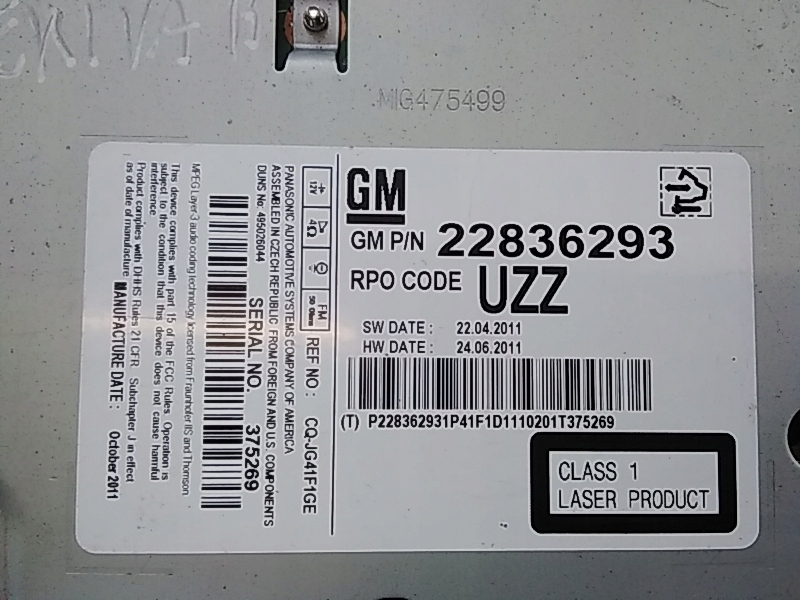 MIG475499
GM
GM P/N 22836293
RPO CODE UZZ
SW DATE : 22.04.2011
HW DATE : 24.06.2011
(T) P228362931P41F1D1110201T375269
CLASS 1
LASER PRODUCT
12V 4Ω FM 50 Ohm REF NO : CQ-JG41F1GE
PANASONIC AUTOMOTIVE SYSTEMS COMPANY OF AMERICA
ASSEMBLED IN CZECH REPUBLIC FROM FOREIGN AND U.S. COMPONENTS
DUNS No: 495026044 SERIAL NO. 375269
MPEG Layer-3 audio coding technology licensed from Fraunhofer IIS and Thomson
This device complies with part 15 of the FCC Rules. Operation is
subject to the condition that this device does not cause harmful
interference
Product complies with DHHS Rules 21 CFR Subchapter J in effect
as of date of manufacture MANUFACTURE DATE : October 2011